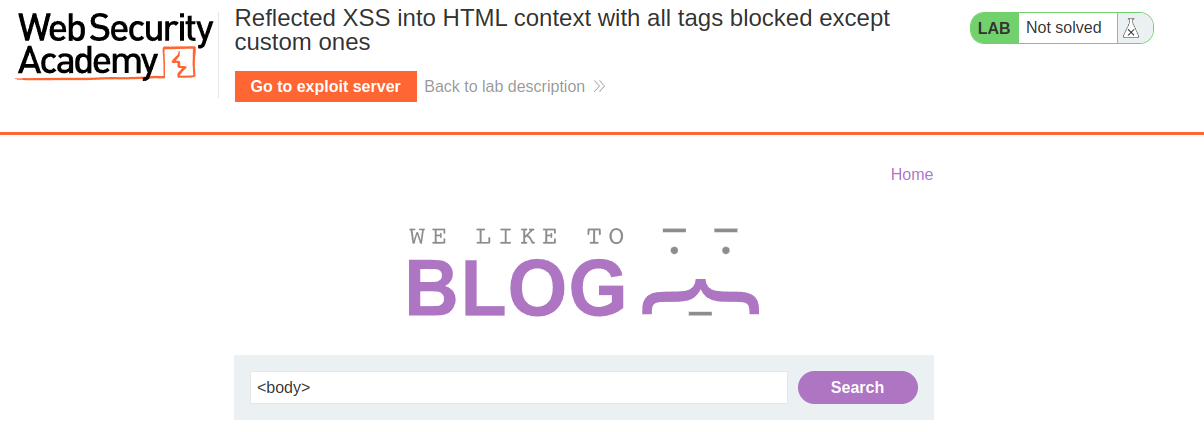 Web Security
Academy
Reflected XSS into HTML context with all tags blocked except
custom ones
LAB Not solved
Go to exploit server Back to lab description
Home
WE LIKE TO
BLOG
<body> Search